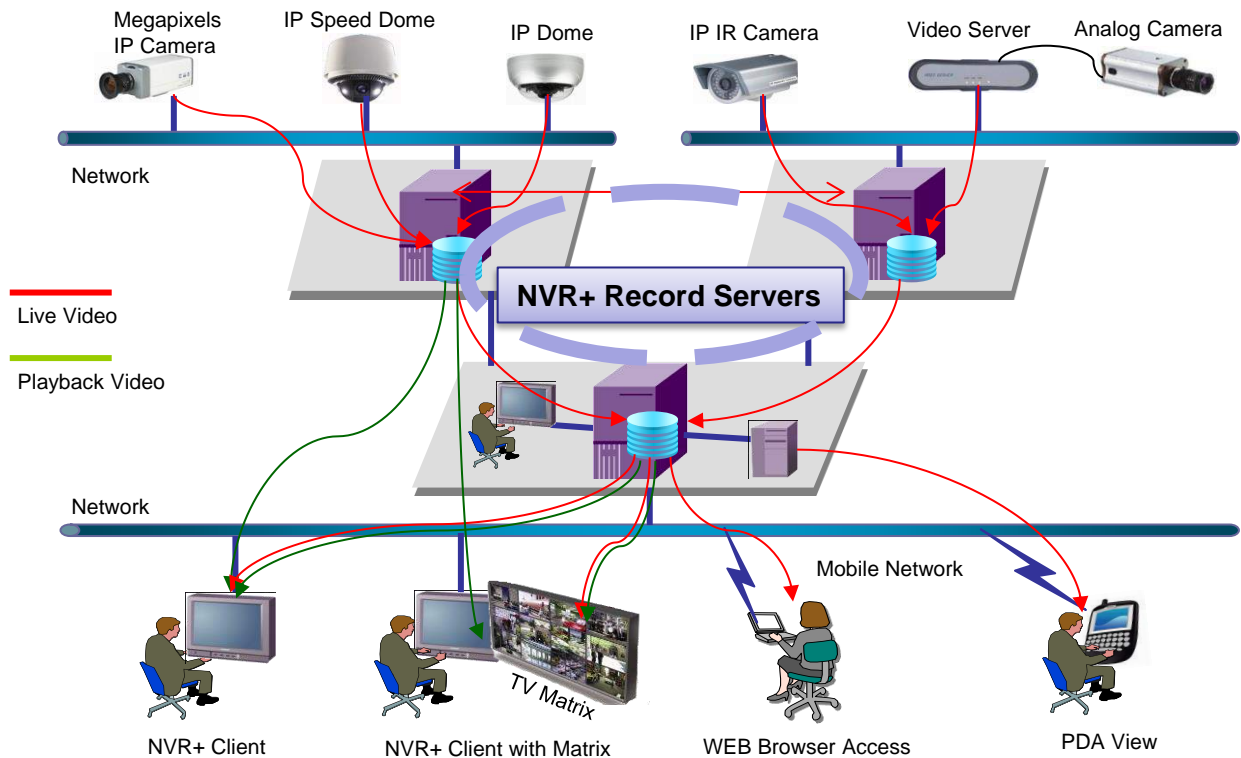 Megapixels
IP Camera
IP Speed Dome
IP Dome
IP IR Camera
Video Server
Analog Camera
Network
NVR+ Record Servers
Live Video
Playback Video
Network
Mobile Network
TV Matrix
NVR+ Client
NVR+ Client with Matrix
WEB Browser Access
PDA View